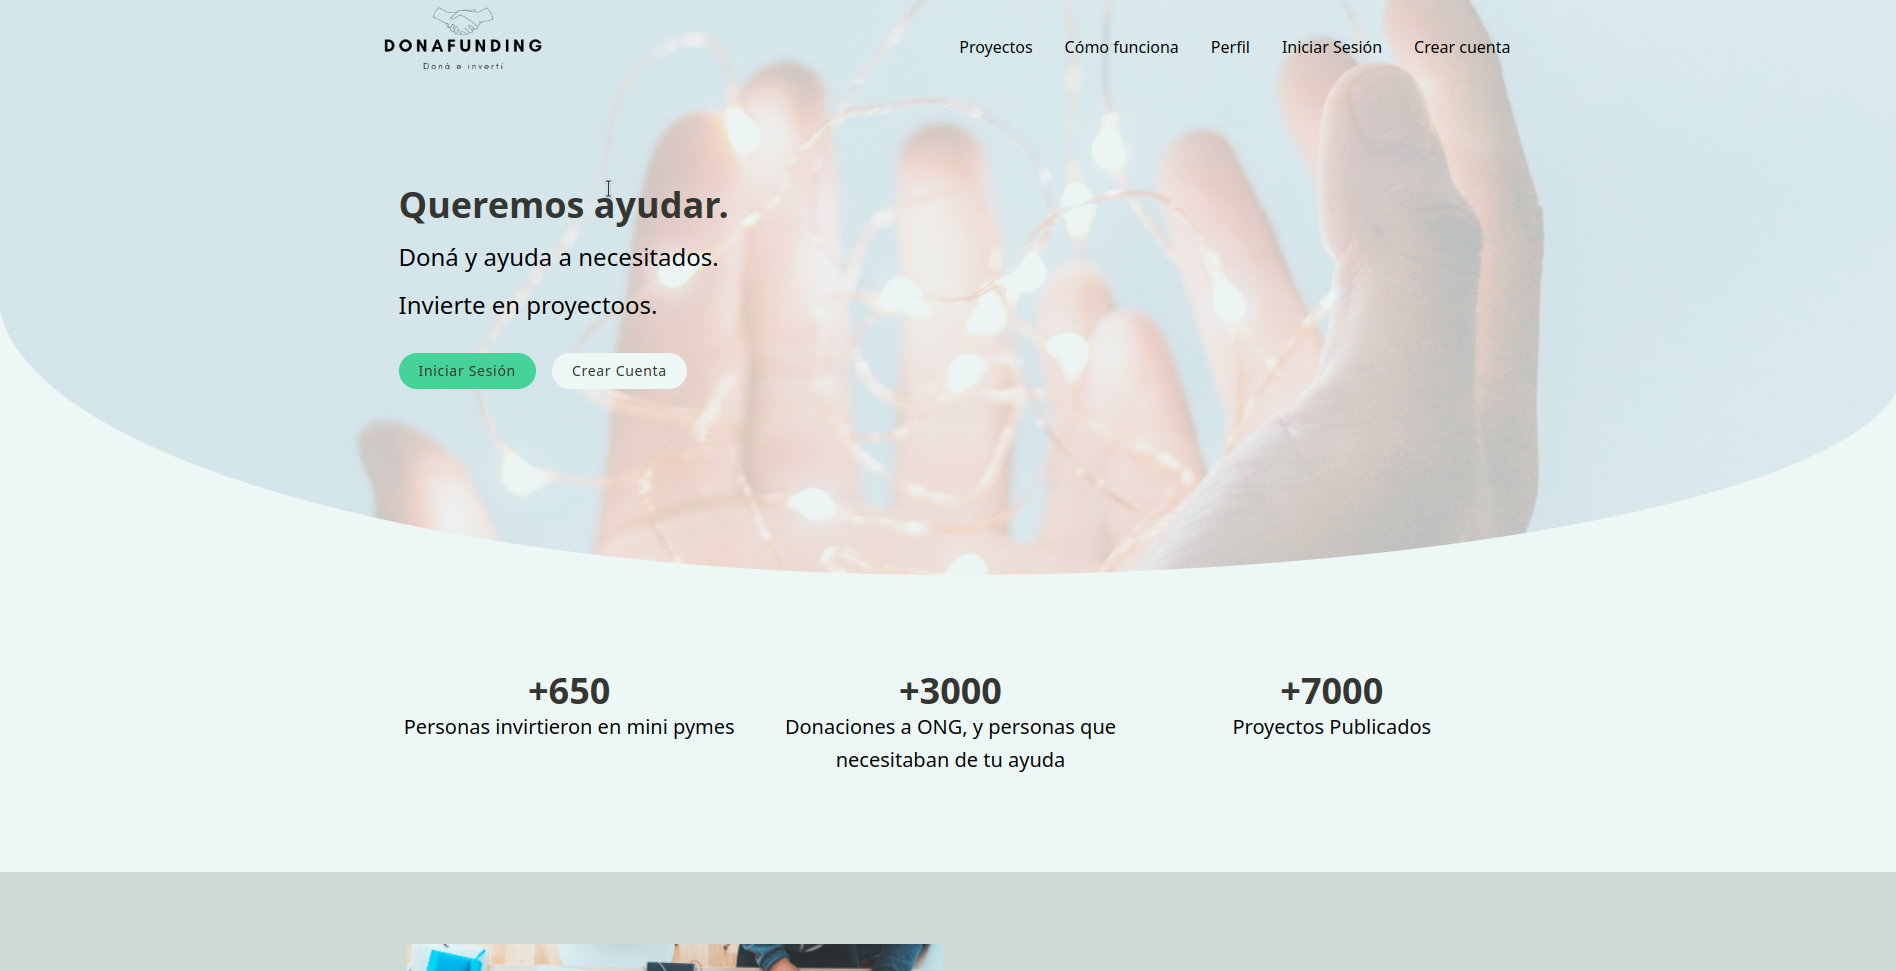 DONAFUNDING
Doná e invertí
Proyectos
Cómo funciona
Perfil
Iniciar Sesión
Crear cuenta
Queremos ayudar.
Doná y ayuda a necesitados.
Invierte en proyectoos.
Iniciar Sesión
Crear Cuenta
+650
Personas invirtieron en mini pymes
+3000
Donaciones a ONG, y personas que
necesitaban de tu ayuda
+7000
Proyectos Publicados